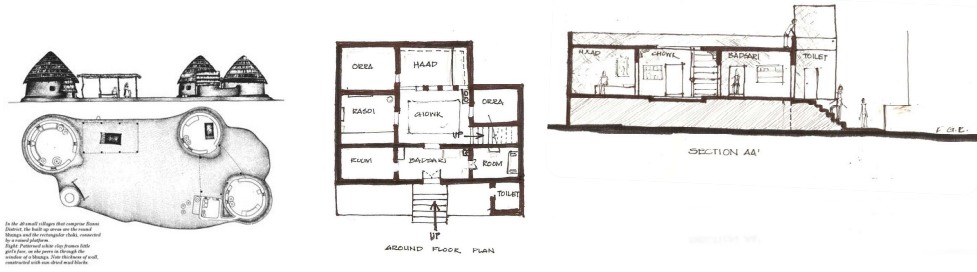 In the 40 small villages that comprise Banni
District, the built up areas are the round
bhunga and the rectangular choki, connected
by a raised platform.
Right: Patterned white clay frames little
girl's face, as she peers in through the
window of a bhunga. Note thickness of wall,
constructed with sun dried mud blocks.
ORRA
HAAD
RASOI
CHOWK
ORRA
UP
ROOM
BADSARI
ROOM
TOILET
UP
GROUND FLOOR PLAN
HAAD
CHOWK
BADSARI
TOILET
SECTION AA'